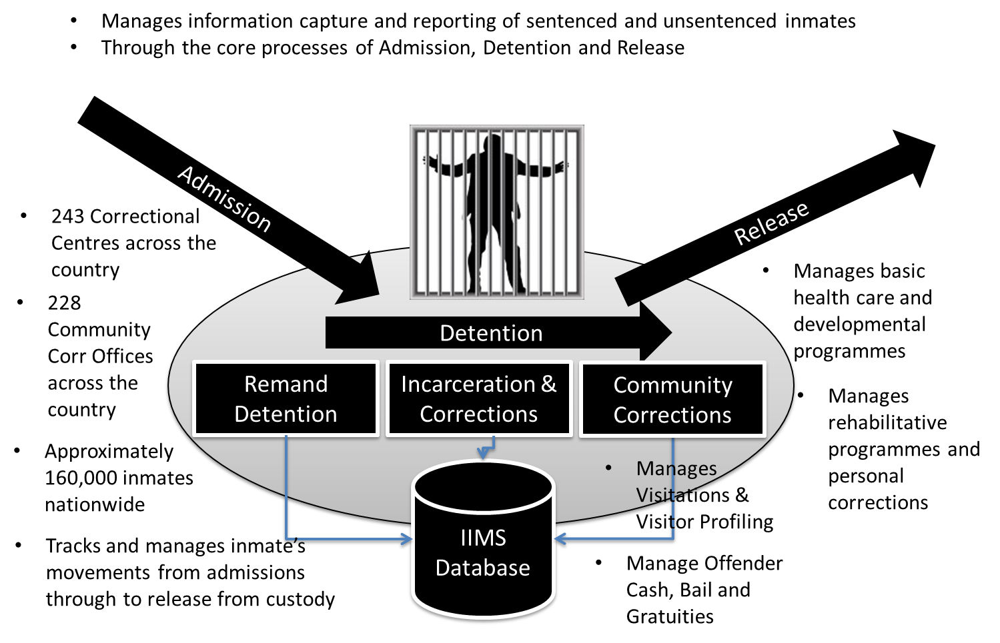 • Manages information capture and reporting of sentenced and unsentenced inmates
• Through the core processes of Admission, Detention and Release
Admission
• 243 Correctional
Centres across the
country
• 228
Community
Corr Offices
across the
country
• Approximately
160,000 inmates
nationwide
• Tracks and manages inmate’s
movements from admissions
through to release from custody
Detention
Remand
Detention
Incarceration &
Corrections
Community
Corrections
IIMS
Database
Release
• Manages basic
health care and
developmental
programmes
• Manages
rehabilitative
programmes and
personal
corrections
• Manages
Visitations &
Visitor Profiling
• Manage Offender
Cash, Bail and
Gratuities